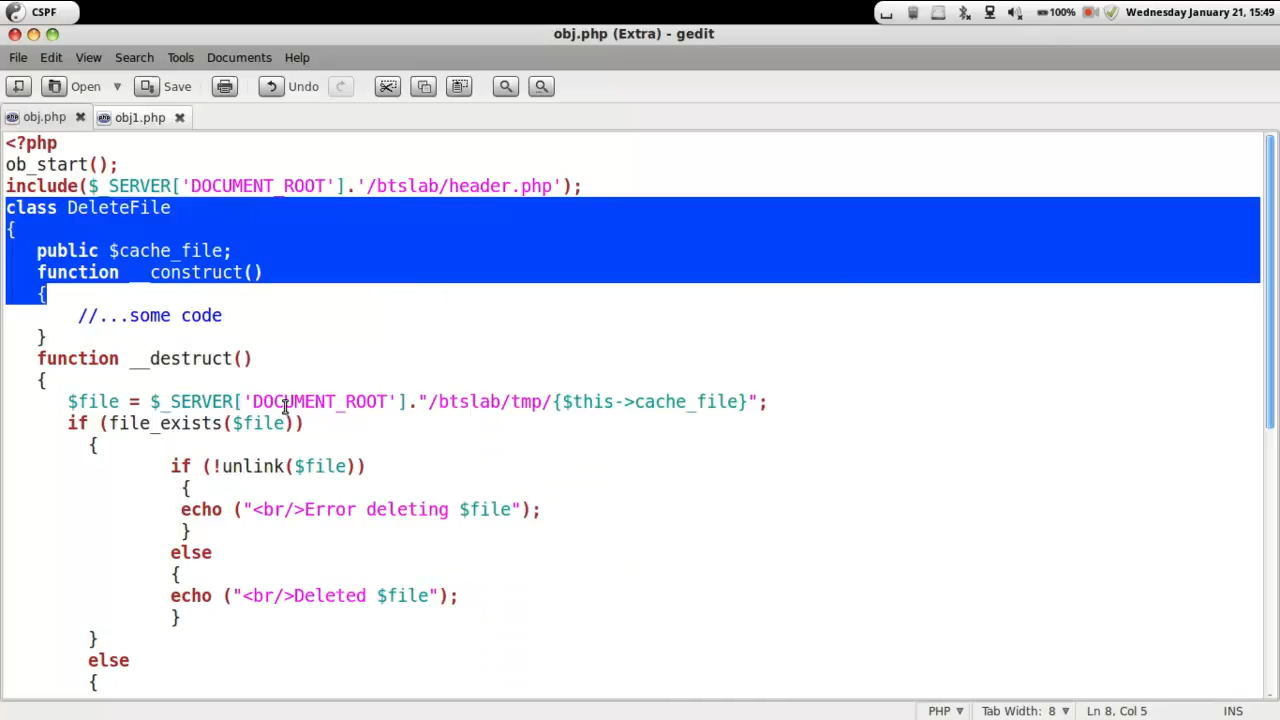 CSPF
100%
Wednesday January 21, 15:49
obj.php (Extra) - gedit
File Edit View Search Tools Documents Help
Open Save Undo
obj.php obj1.php
<?php
ob_start();
include($_SERVER['DOCUMENT_ROOT'].'/btslab/header.php');
class DeleteFile
{
public $cache_file;
function __construct()
{
//...some code
}
function __destruct()
{
$file = $_SERVER['DOCUMENT_ROOT']."/btslab/tmp/{$this->cache_file}";
if (file_exists($file))
{
if (!unlink($file))
{
echo ("<br/>Error deleting $file");
}
else
{
echo ("<br/>Deleted $file");
}
}
else
{
PHP Tab Width: 8 Ln 8, Col 5 INS